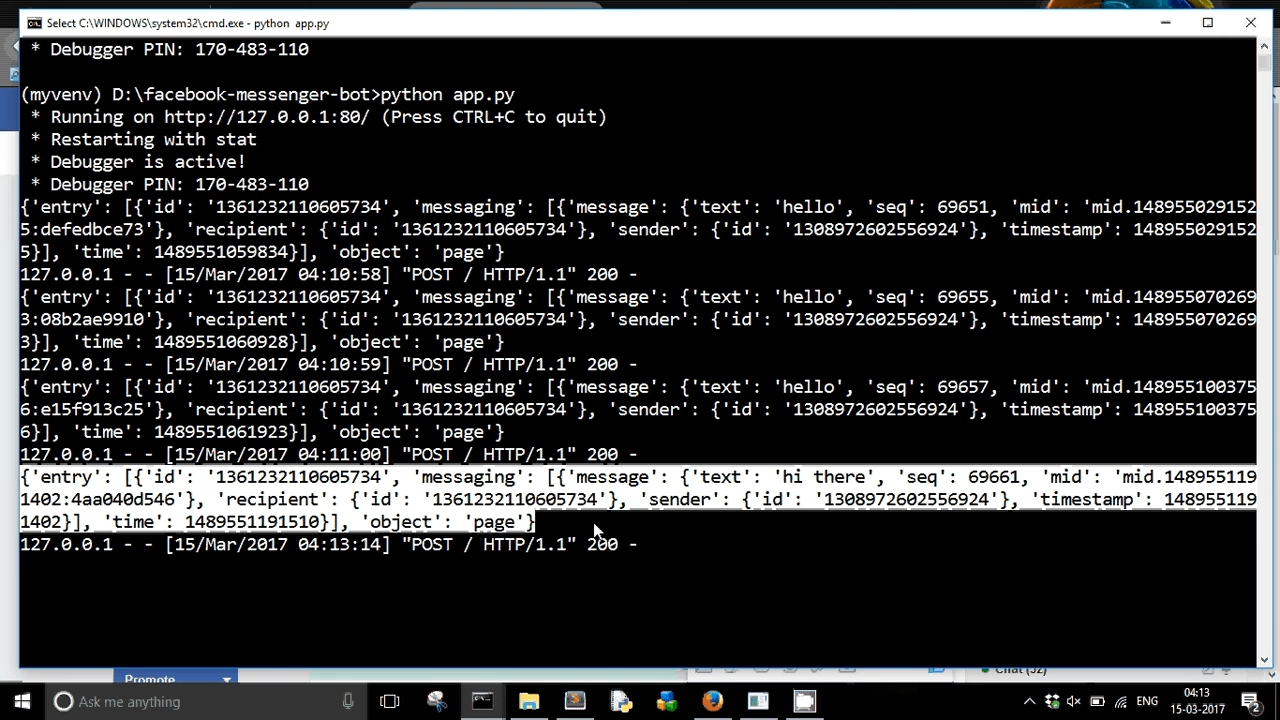 Select C:\WINDOWS\system32\cmd.exe - python  app.py
 * Debugger PIN: 170-483-110
(myvenv) D:\facebook-messenger-bot>python app.py
 * Running on http://127.0.0.1:80/ (Press CTRL+C to quit)
 * Restarting with stat
 * Debugger is active!
 * Debugger PIN: 170-483-110
{'entry': [{'id': '1361232110605734', 'messaging': [{'message': {'text': 'hello', 'seq': 69651, 'mid': 'mid.148955029152
5:defedbce73'}, 'recipient': {'id': '1361232110605734'}, 'sender': {'id': '1308972602556924'}, 'timestamp': 148955029152
5}], 'time': 1489551059834}], 'object': 'page'}
127.0.0.1 - - [15/Mar/2017 04:10:58] "POST / HTTP/1.1" 200 -
{'entry': [{'id': '1361232110605734', 'messaging': [{'message': {'text': 'hello', 'seq': 69655, 'mid': 'mid.148955070269
3:08b2ae9910'}, 'recipient': {'id': '1361232110605734'}, 'sender': {'id': '1308972602556924'}, 'timestamp': 148955070269
3}], 'time': 1489551060928}], 'object': 'page'}
127.0.0.1 - - [15/Mar/2017 04:10:59] "POST / HTTP/1.1" 200 -
{'entry': [{'id': '1361232110605734', 'messaging': [{'message': {'text': 'hello', 'seq': 69657, 'mid': 'mid.148955100375
6:e15f913c25'}, 'recipient': {'id': '1361232110605734'}, 'sender': {'id': '1308972602556924'}, 'timestamp': 148955100375
6}], 'time': 1489551061923}], 'object': 'page'}
127.0.0.1 - - [15/Mar/2017 04:11:00] "POST / HTTP/1.1" 200 -
{'entry': [{'id': '1361232110605734', 'messaging': [{'message': {'text': 'hi there', 'seq': 69661, 'mid': 'mid.148955119
1402:4aa040d546'}, 'recipient': {'id': '1361232110605734'}, 'sender': {'id': '1308972602556924'}, 'timestamp': 148955119
1402}], 'time': 1489551191510}], 'object': 'page'}
127.0.0.1 - - [15/Mar/2017 04:13:14] "POST / HTTP/1.1" 200 -
Promote
Chat (32)
Ask me anything
ENG
04:13
15-03-2017
2